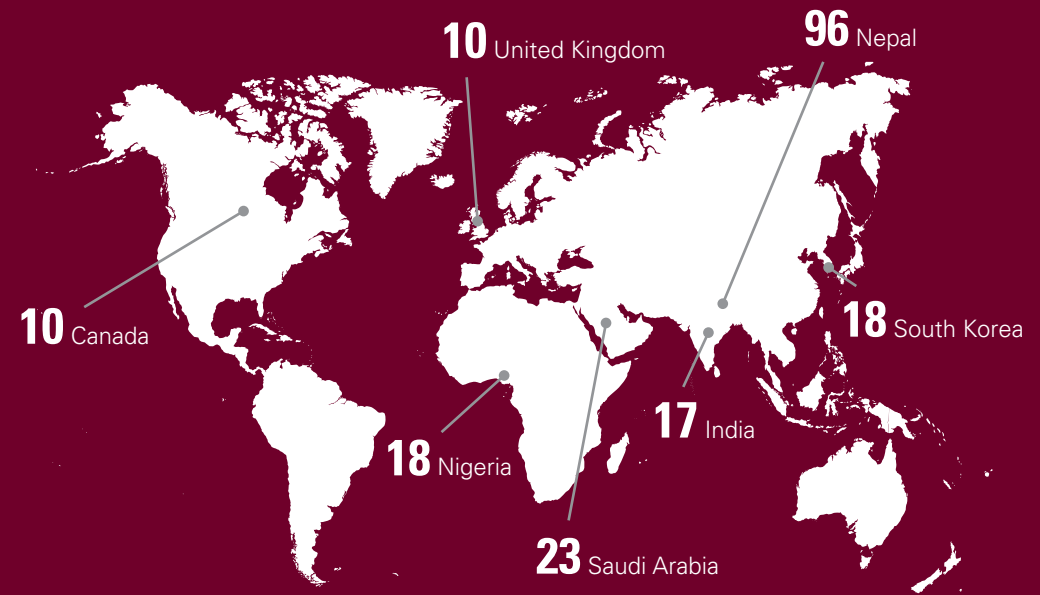 96 Nepal
10 United Kingdom
10 Canada
18 South Korea
17 India
18 Nigeria
23 Saudi Arabia